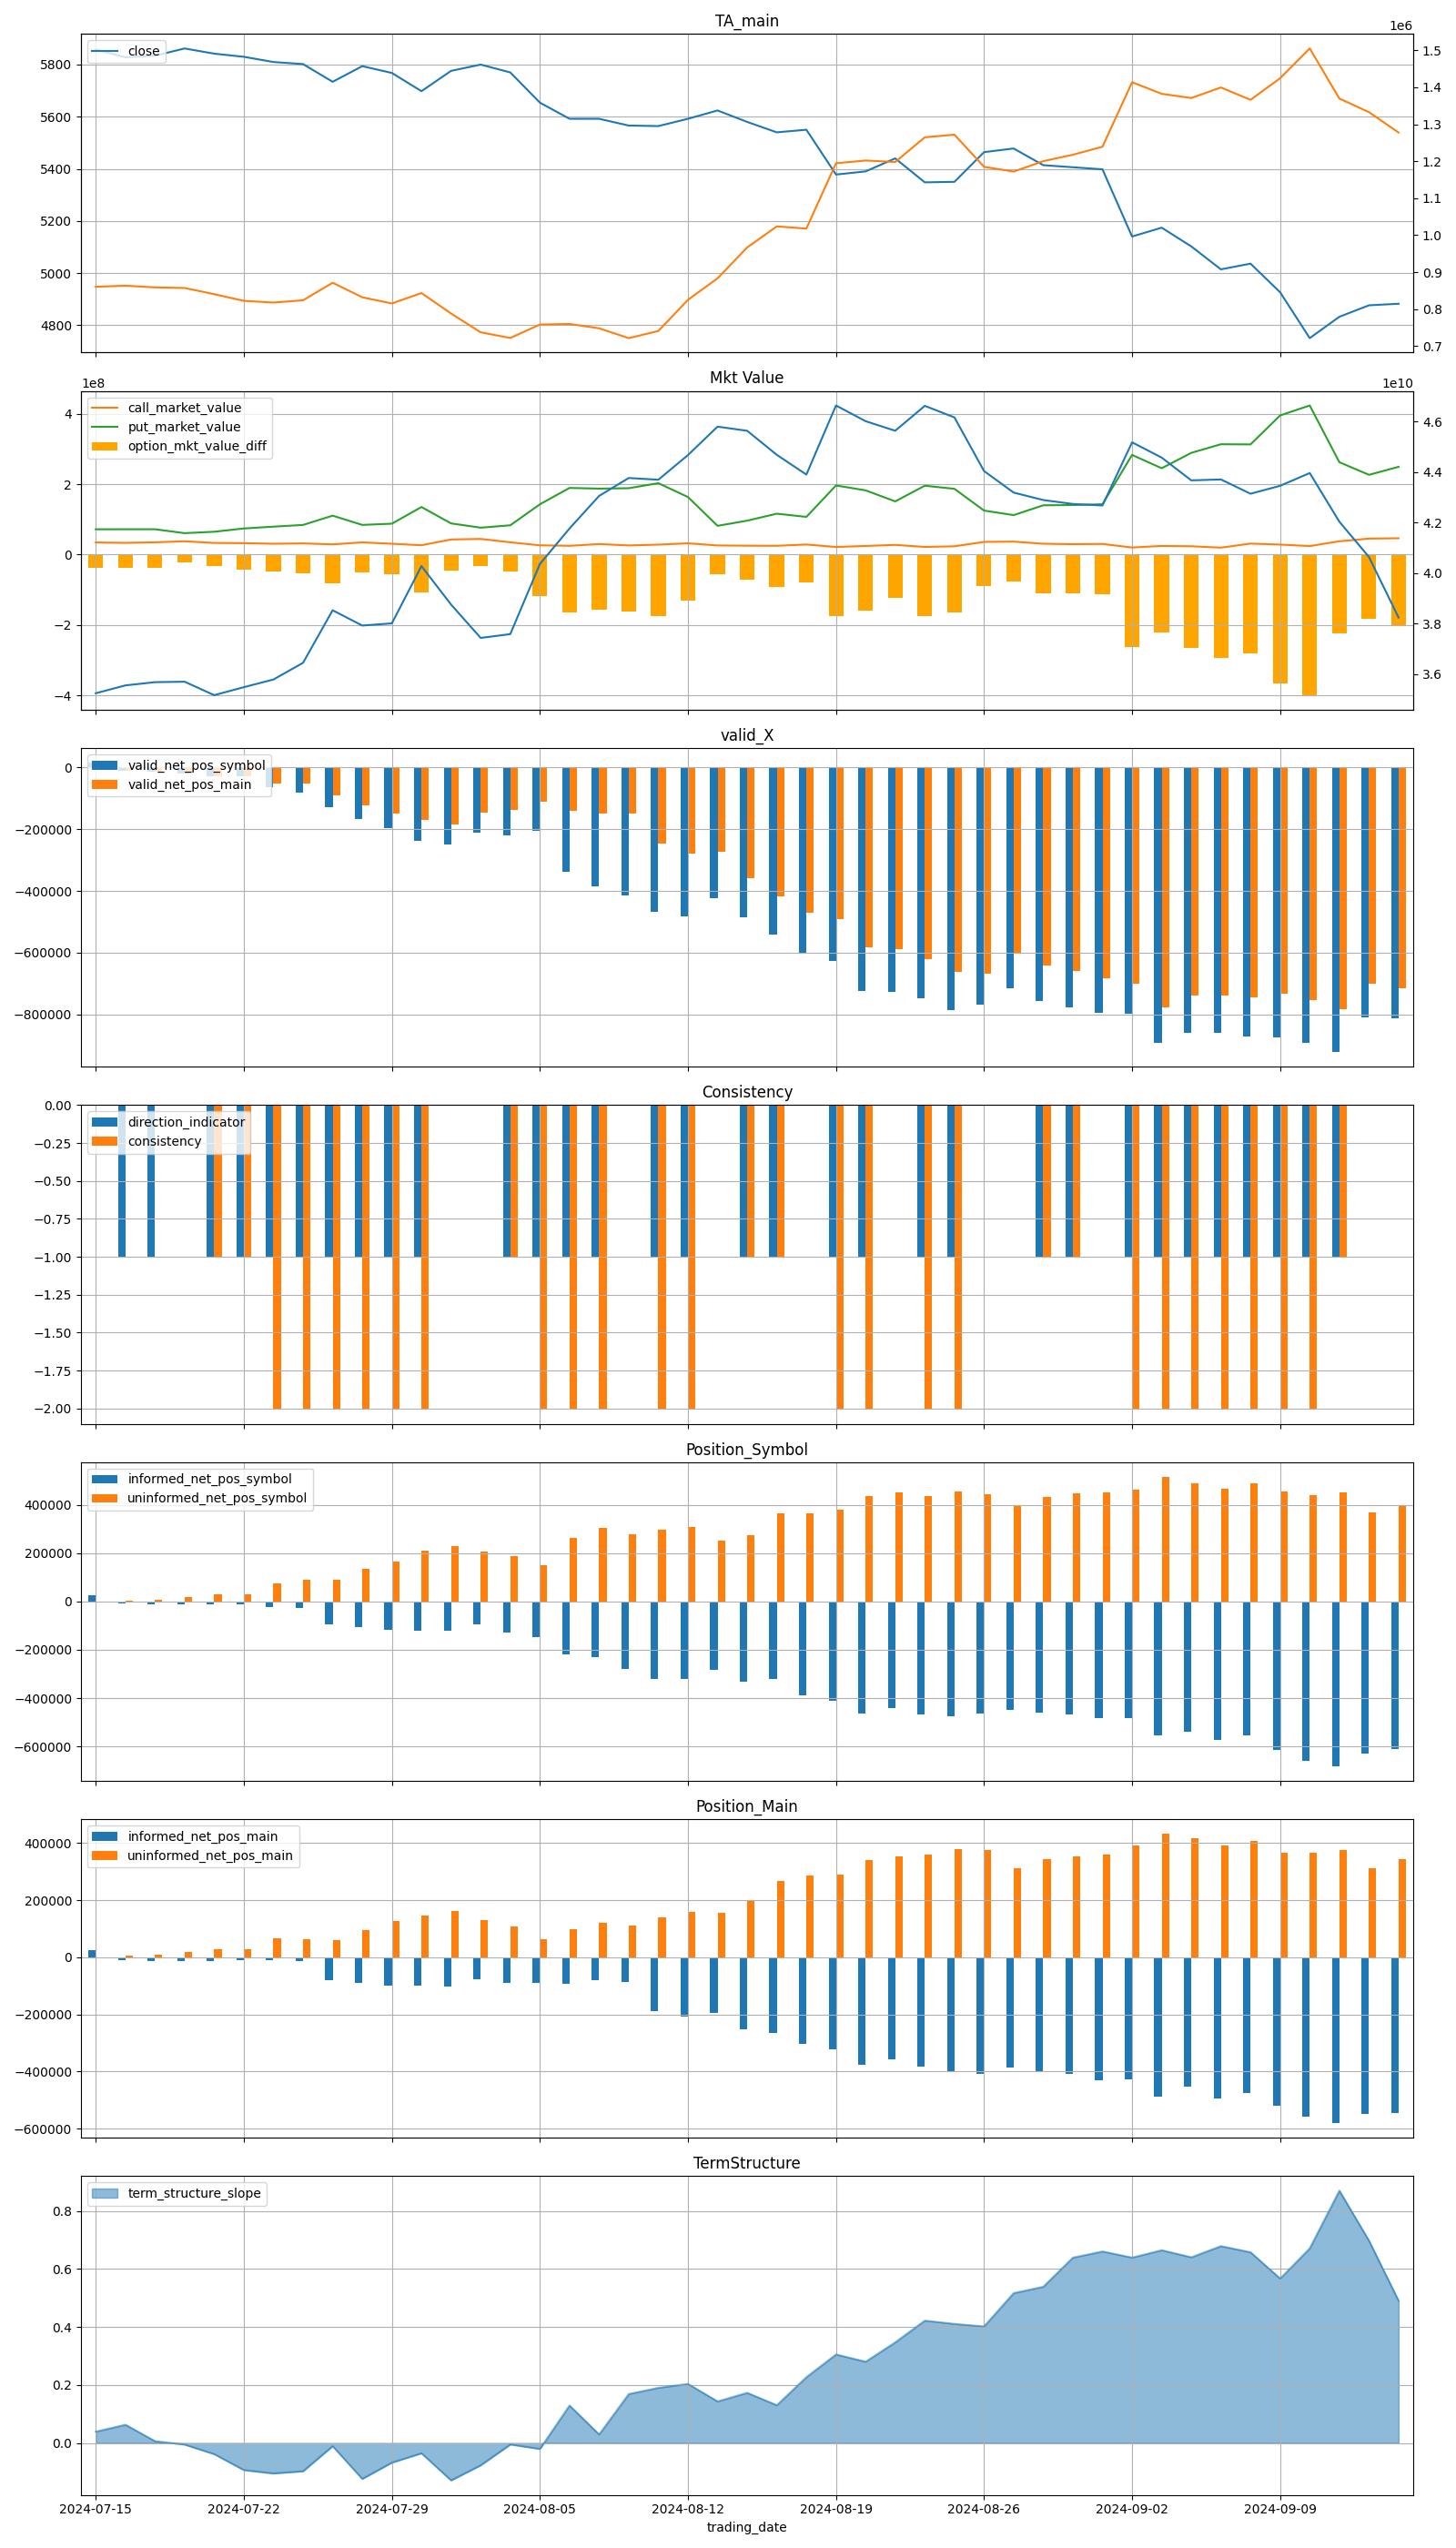 TA_main
1e6
close
5800
5600
5400
5200
5000
4800
1.5
1.4
1.3
1.2
1.1
1.0
0.9
0.8
0.7
Mkt Value
1e8
1e10
call_market_value
put_market_value
option_mkt_value_diff
4
2
0
−2
−4
4.6
4.4
4.2
4.0
3.8
3.6
valid_X
valid_net_pos_symbol
valid_net_pos_main
0
−200000
−400000
−600000
−800000
Consistency
direction_indicator
consistency
0.00
−0.25
−0.50
−0.75
−1.00
−1.25
−1.50
−1.75
−2.00
Position_Symbol
informed_net_pos_symbol
uninformed_net_pos_symbol
400000
200000
0
−200000
−400000
−600000
Position_Main
informed_net_pos_main
uninformed_net_pos_main
400000
200000
0
−200000
−400000
−600000
TermStructure
term_structure_slope
0.8
0.6
0.4
0.2
0.0
2024-07-15
2024-07-22
2024-07-29
2024-08-05
2024-08-12
2024-08-19
2024-08-26
2024-09-02
2024-09-09
trading_date